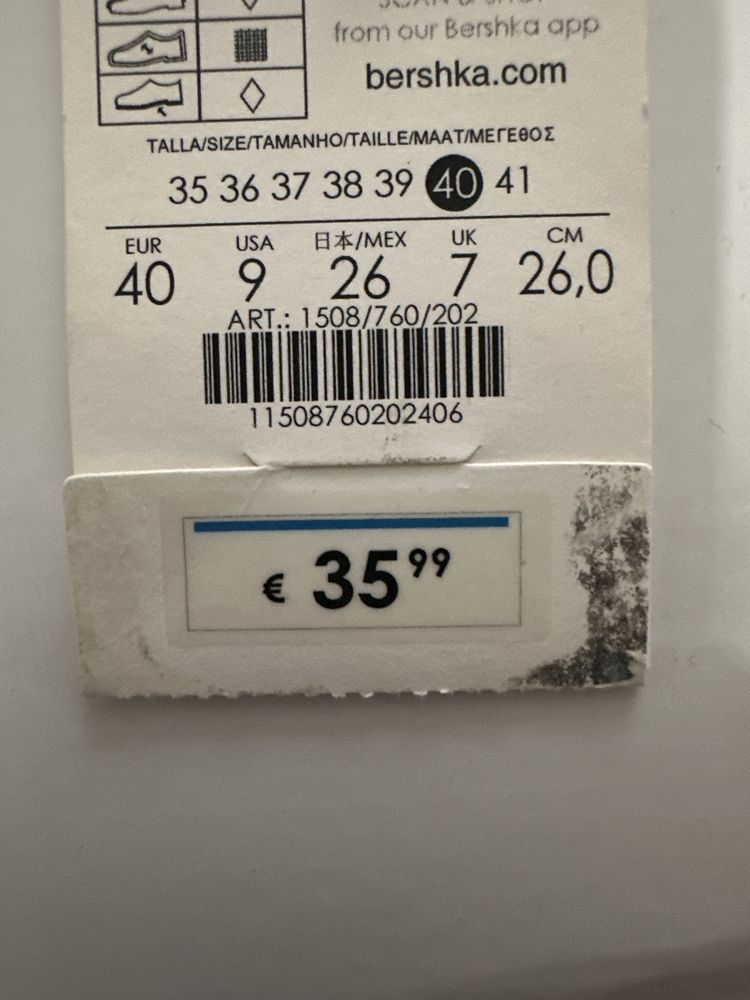 from our Bershka app
bershka.com
TALLA/SIZE/TAMANHO/TAILLE/MAAT/ΜΕΓΕΘΟΣ
35 36 37 38 39 40 41
EUR USA 日本/MEX UK CM
40 9 26 7 26,0
ART.: 1508/760/202
11508760202406
€ 35⁹⁹